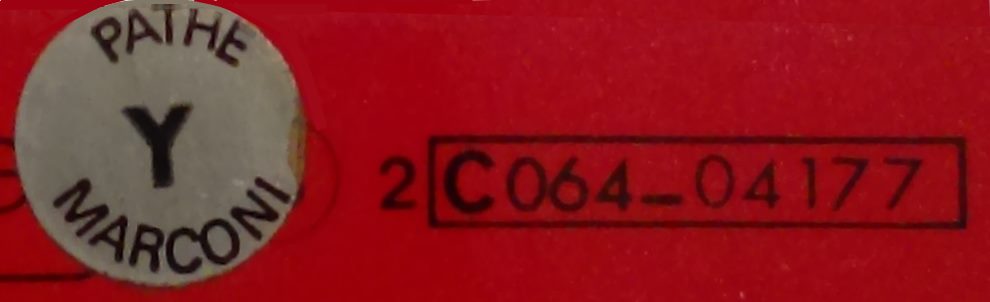 PATHE
Y
MARCONI
2 C064-04177